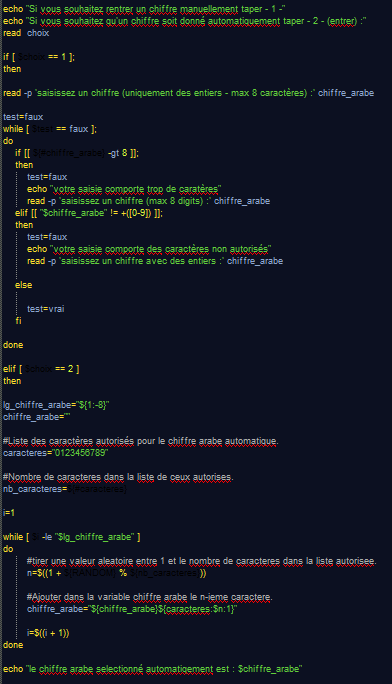 echo "Si vous souhaitez rentrer un chiffre manuellement taper - 1 -"
echo "Si vous souhaitez qu'un chiffre soit donné automatiquement taper - 2 - (entrer) :"
read choix
if [ $choix == 1 ];
then
read -p 'saisissez un chiffre (uniquement des entiers - max 8 caractères) :' chiffre_arabe
test=faux
while [ $test == faux ];
do
if [[ ${#chiffre_arabe} -gt 8 ]];
then
test=faux
echo "votre saisie comporte trop de caratères"
read -p 'saisissez un chiffre (max 8 digits) :' chiffre_arabe
elif [[ "$chiffre_arabe" != +([0-9]) ]];
then
test=faux
echo "votre saisie comporte des caractères non autorisés"
read -p 'saisissez un chiffre avec des entiers :' chiffre_arabe
else
test=vrai
fi
done
elif [ $choix == 2 ]
then
lg_chiffre_arabe="${1:-8}"
chiffre_arabe=""
#Liste des caractères autorisés pour le chiffre arabe automatique.
caracteres="0123456789"
#Nombre de caracteres dans la liste de ceux autorises.
nb_caracteres=${#caracteres}
i=1
while [ $i -le "$lg_chiffre_arabe" ]
do
#tirer une valeur aleatoire entre 1 et le nombre de caracteres dans la liste autorisee.
n=$((1 + $RANDOM % ${nb_caracteres}))
#Ajouter dans la variable chiffre arabe le n-ieme caractere.
chiffre_arabe="${chiffre_arabe}${caracteres:$n:1}"
i=$((i + 1))
done
echo "le chiffre arabe selectionné automatiquement est : $chiffre_arabe"